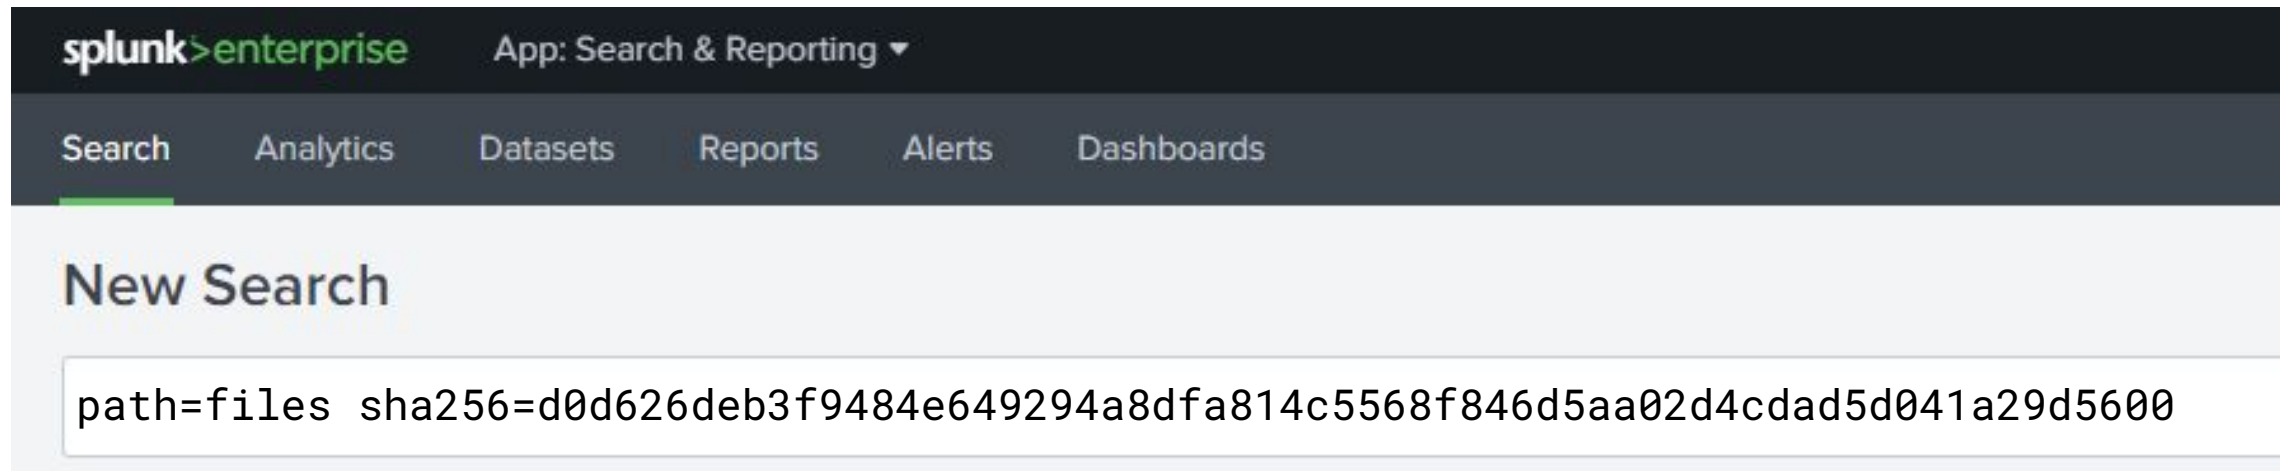 splunk>enterprise App: Search & Reporting
Search Analytics Datasets Reports Alerts Dashboards
New Search
path=files sha256=d0d626deb3f9484e649294a8dfa814c5568f846d5aa02d4cdad5d041a29d5600